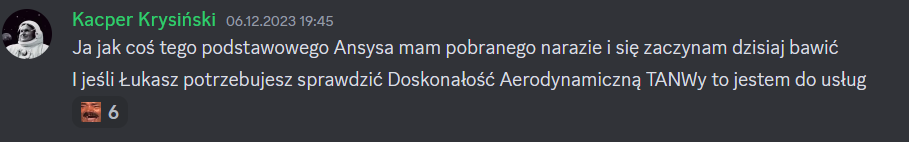 Kacper Krysiński 06.12.2023 19:45
Ja jak coś tego podstawowego Ansysa mam pobranego narazie i się zaczynam dzisiaj bawić
I jeśli Łukasz potrzebujesz sprawdzić Doskonałość Aerodynamiczną TANWy to jestem do usług
6